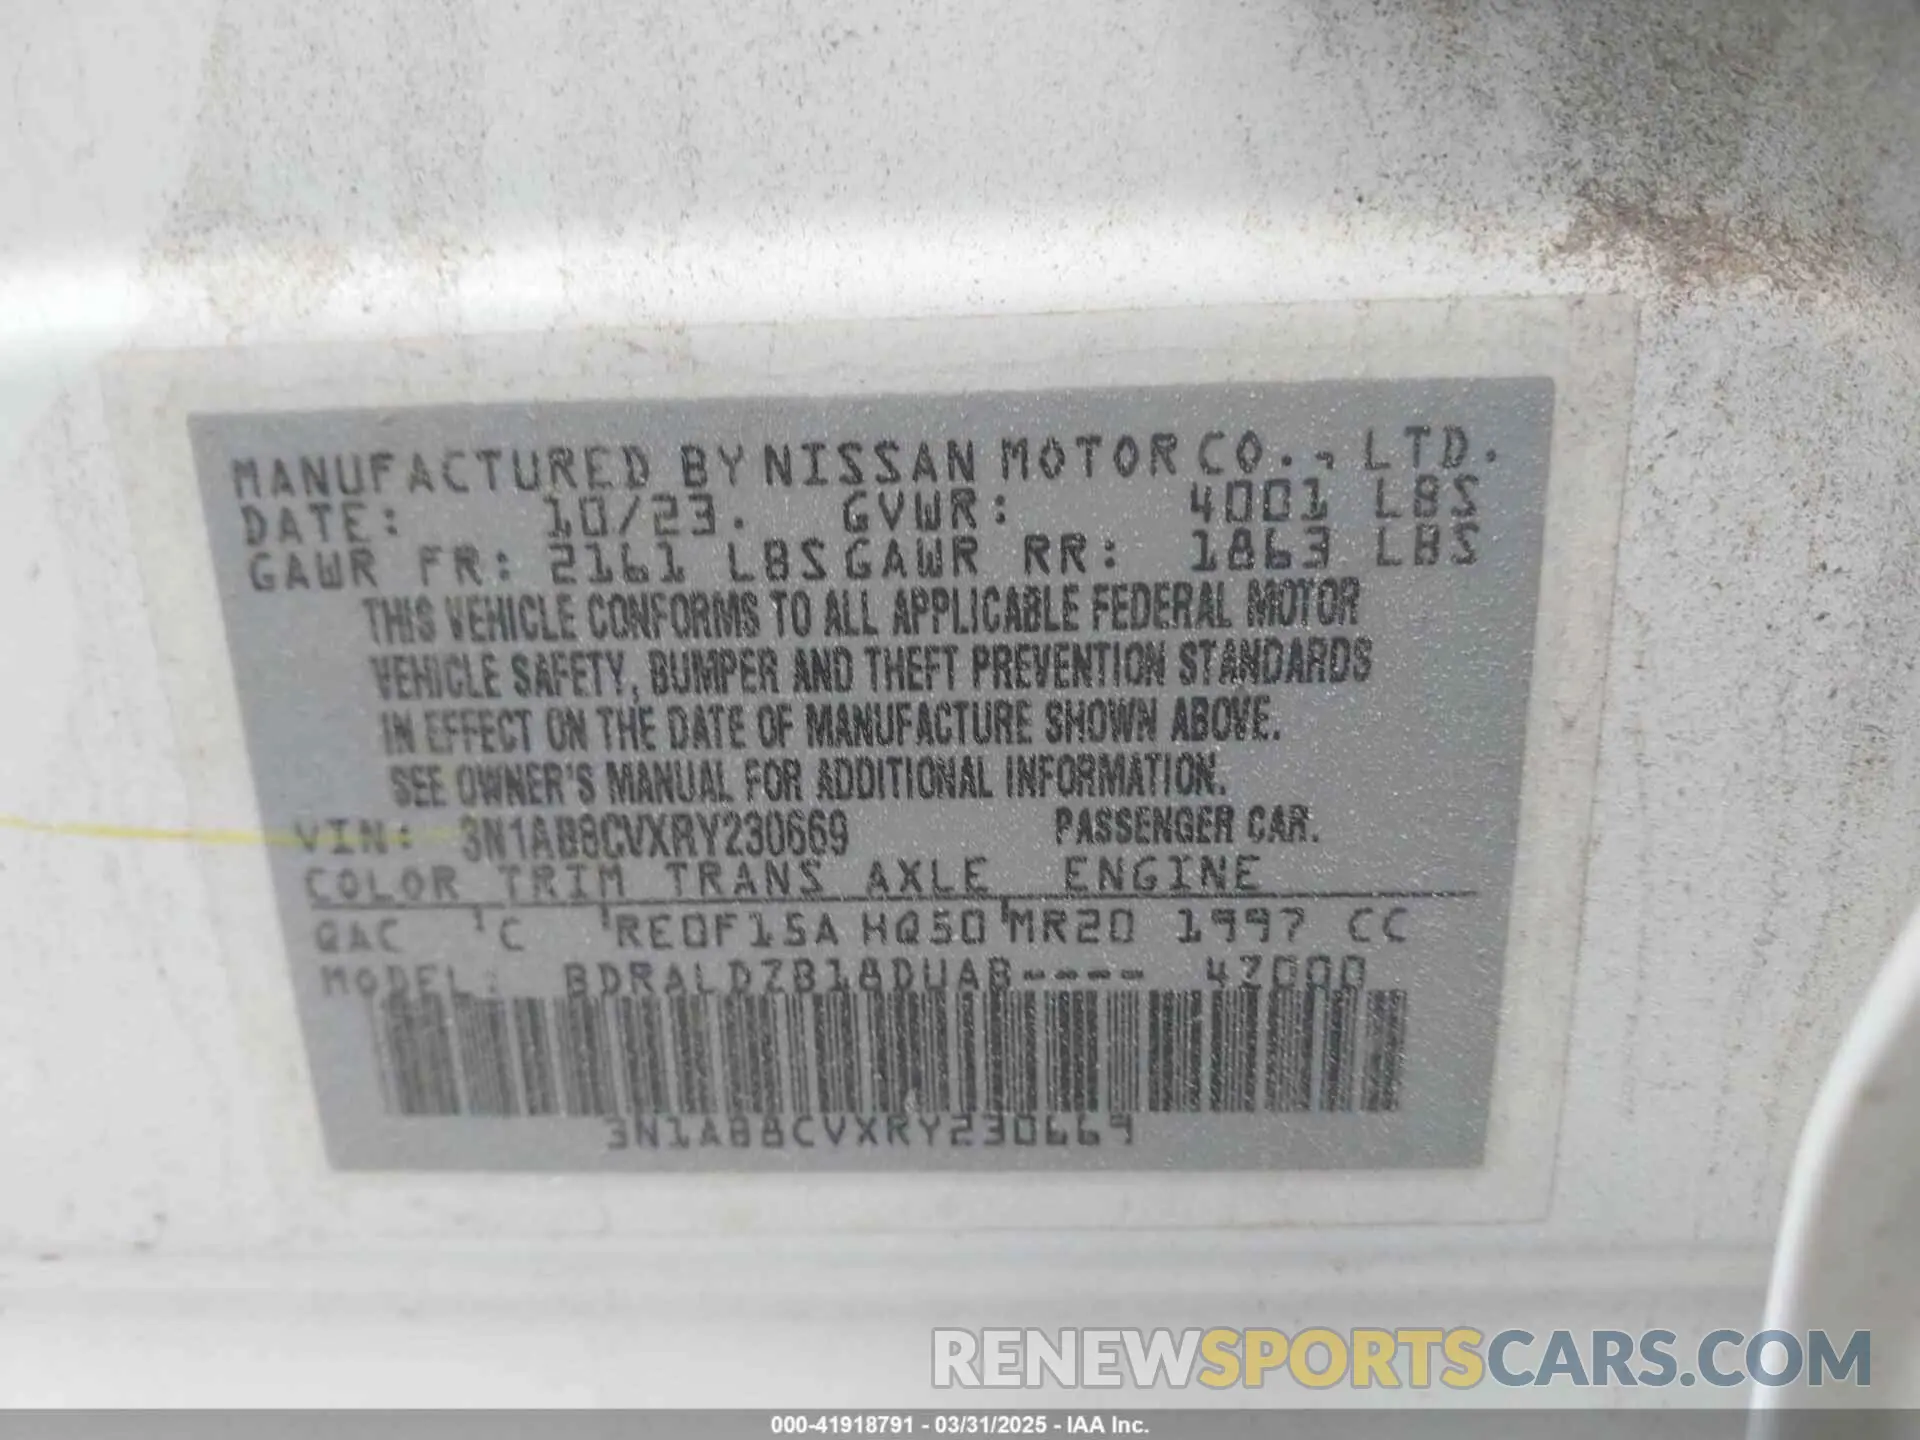 MANUFACTURED BY NISSAN MOTOR CO., LTD.
DATE: 10/23. GVWR: 4001 LBS
GAWR FR: 2161 LBS GAWR RR: 1863 LBS
THIS VEHICLE CONFORMS TO ALL APPLICABLE FEDERAL MOTOR
VEHICLE SAFETY, BUMPER AND THEFT PREVENTION STANDARDS
IN EFFECT ON THE DATE OF MANUFACTURE SHOWN ABOVE.
SEE OWNER'S MANUAL FOR ADDITIONAL INFORMATION.
VIN: 3N1AB8CVXRY230669 PASSENGER CAR.
COLOR TRIM TRANS AXLE ENGINE
QAC C RE0F15A HQ50 MR20 1997 CC
MODEL: BDRALDZB18DUAB---- 4Z000
3N1AB8CVXRY230669
RENEWSPORTSCARS.COM
000-41918791 - 03/31/2025 - IAA Inc.